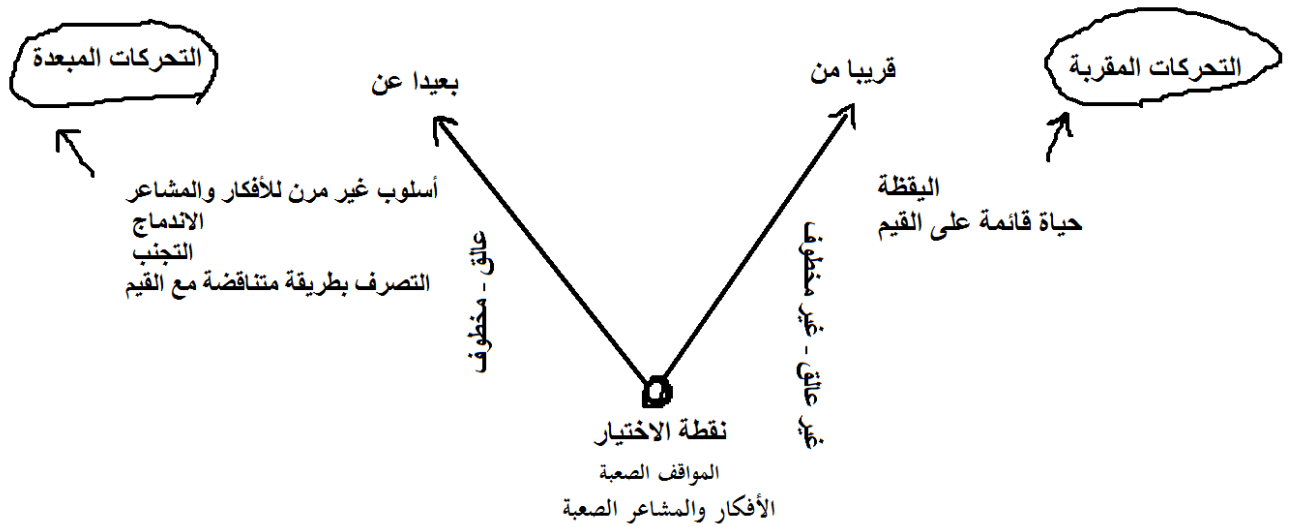 التحركات المقربة
قريبا من
بعيدا عن
التحركات المبعدة
اليقظة
حياة قائمة على القيم
غير عالق - غير مخطوف
عالق - مخطوف
أسلوب غير مرن للأفكار والمشاعر
الاندماج
التجنب
التصرف بطريقة متناقضة مع القيم
نقطة الاختيار
المواقف الصعبة
الأفكار والمشاعر الصعبة